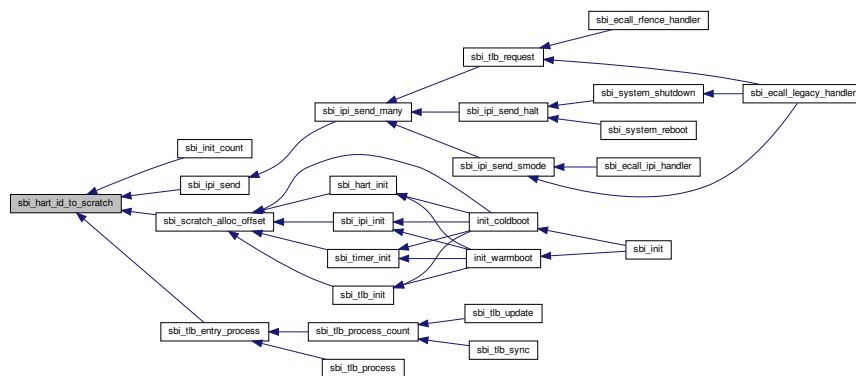 sbi_ecall_rfence_handler
sbi_tlb_request
sbi_system_shutdown
sbi_ecall_legacy_handler
sbi_ipi_send_many
sbi_ipi_send_halt
sbi_system_reboot
sbi_init_count
sbi_ipi_send_smode
sbi_ecall_ipi_handler
sbi_ipi_send
sbi_hart_init
sbi_hart_id_to_scratch
sbi_scratch_alloc_offset
sbi_ipi_init
init_coldboot
sbi_init
sbi_timer_init
init_warmboot
sbi_tlb_init
sbi_tlb_update
sbi_tlb_entry_process
sbi_tlb_process_count
sbi_tlb_sync
sbi_tlb_process